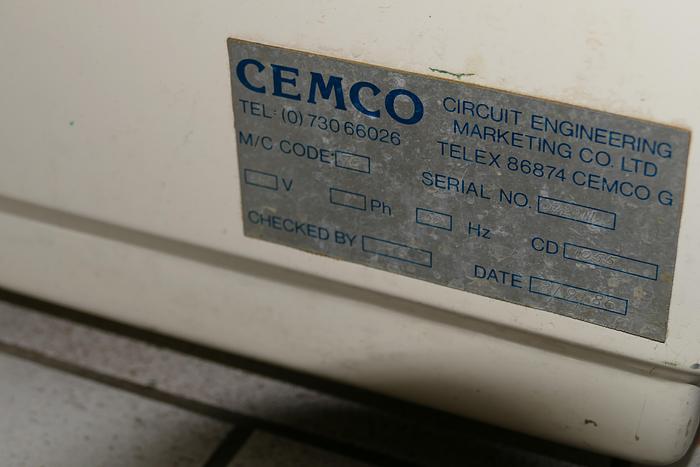 CEMCO
TEL: (0) 730 66026
CIRCUIT ENGINEERING
MARKETING CO. LTD
TELEX 86874 CEMCO G
M/C CODE
SERIAL NO.
V Ph Hz CD
CHECKED BY
DATE